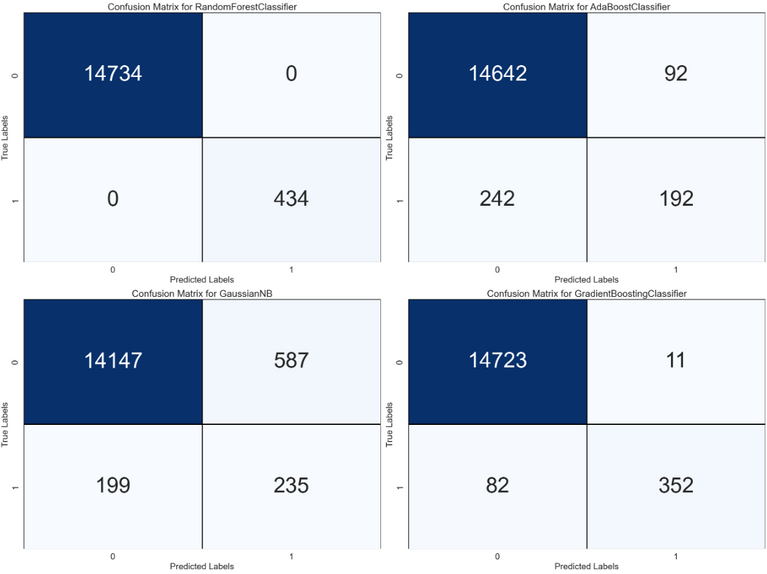 Confusion Matrix for RandomForestClassifier
0
14734
0
True Labels
1
0
434
0
1
Predicted Labels
Confusion Matrix for AdaBoostClassifier
0
14642
92
True Labels
1
242
192
0
1
Predicted Labels
Confusion Matrix for GaussianNB
0
14147
587
True Labels
1
199
235
0
1
Predicted Labels
Confusion Matrix for GradientBoostingClassifier
0
14723
11
True Labels
1
82
352
0
1
Predicted Labels